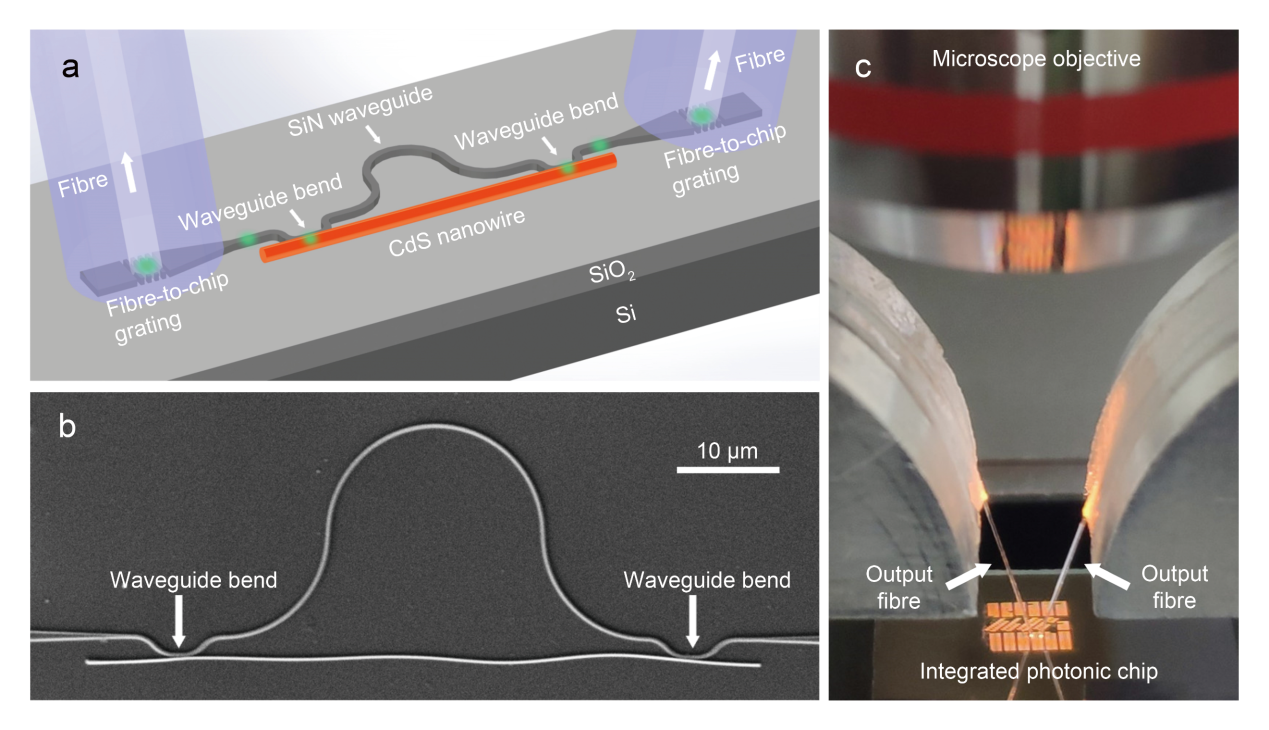 a
Fibre
SiN waveguide
Waveguide bend
Fibre
Waveguide bend
Fibre-to-chip
grating
CdS nanowire
Fibre-to-chip
grating
SiO₂
Si
b
10 µm
Waveguide bend
Waveguide bend
c
Microscope objective
Output
fibre
Output
fibre
Integrated photonic chip